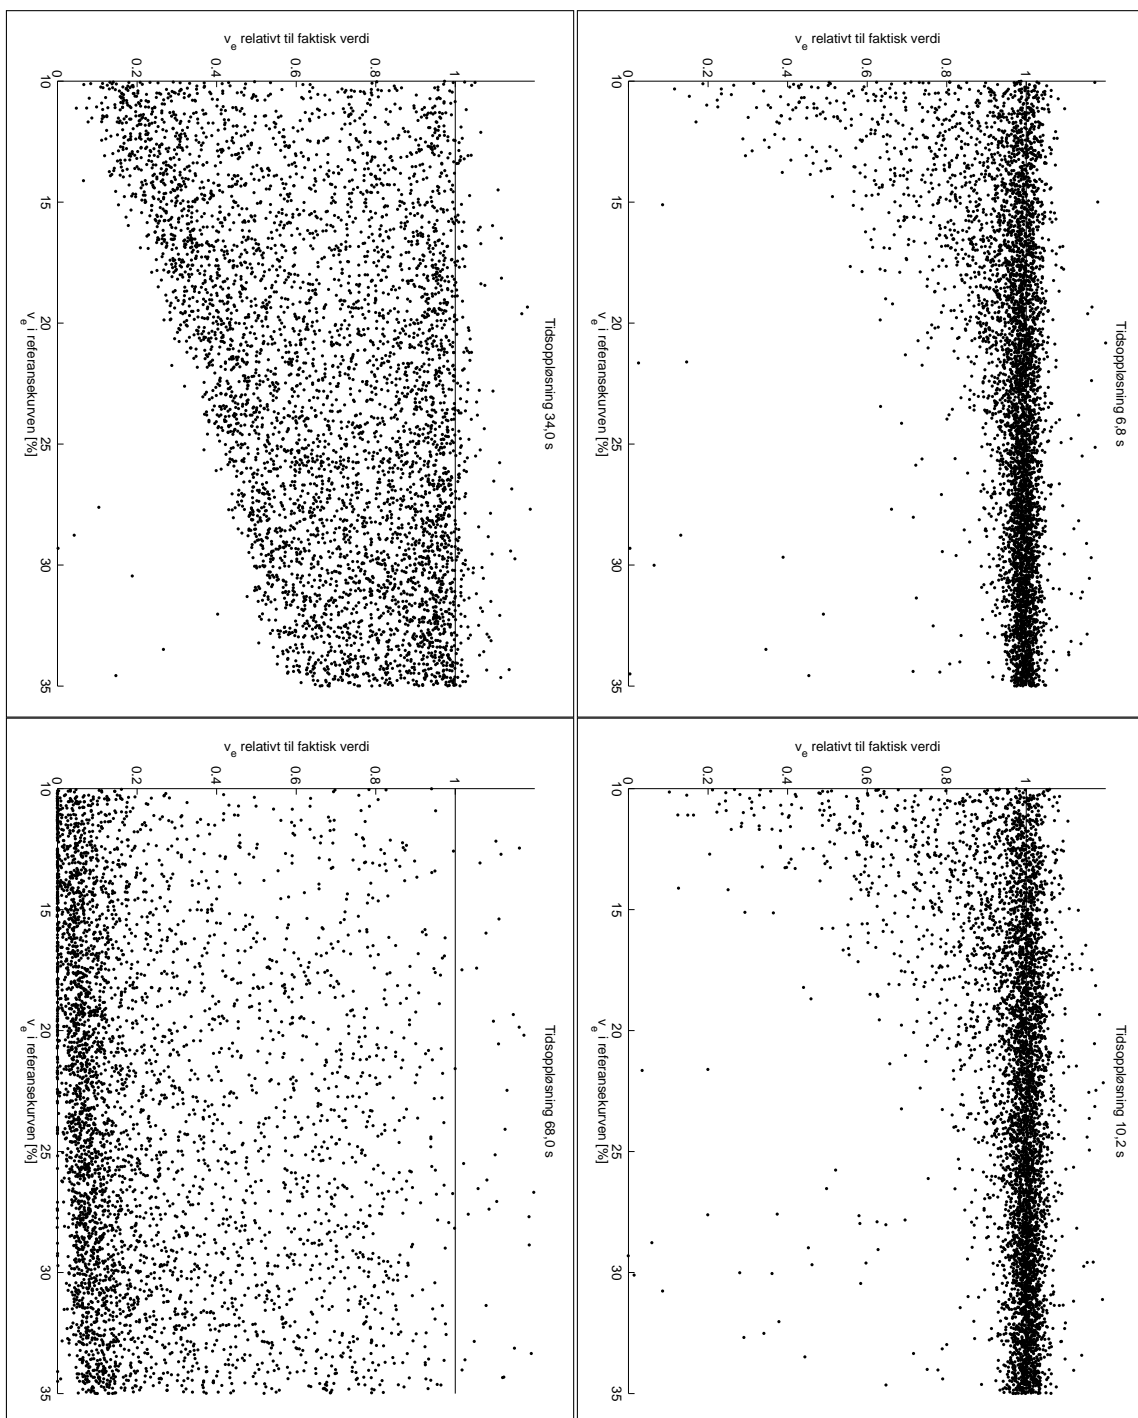 Tidsoppløsning 6,8 s
v_e relativt til faktisk verdi
1
0.8
0.6
0.4
0.2
0
10 15 20 25 30 35
v_e i referansekurven [%]
Tidsoppløsning 10,2 s
v_e relativt til faktisk verdi
1
0.8
0.6
0.4
0.2
0
10 15 20 25 30 35
v_e i referansekurven [%]
Tidsoppløsning 34,0 s
v_e relativt til faktisk verdi
1
0.8
0.6
0.4
0.2
0
10 15 20 25 30 35
v_e i referansekurven [%]
Tidsoppløsning 68,0 s
v_e relativt til faktisk verdi
1
0.8
0.6
0.4
0.2
0
10 15 20 25 30 35
v_e i referansekurven [%]